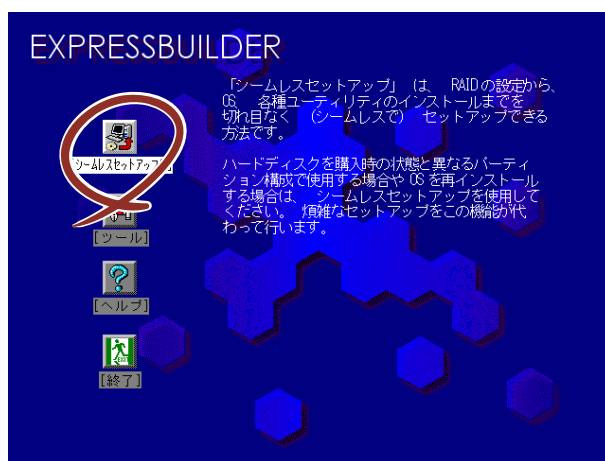 EXPRESSBUILDER
「シームレスセットアップ」 は、 RAIDの設定から、
OS、 各種ユーティリティのインストールまでを
切れ目なく （シームレスで） セットアップできる
方法です。
ハードディスクを購入時の状態と異なるパーティ
ション構成で使用する場合や OS を再インストール
する場合は、 シームレスセットアップを使用して
ください。 煩雑なセットアップをこの機能が代
わって行います。
[シームレスセットアップ]
[ツール]
[ヘルプ]
[終了]